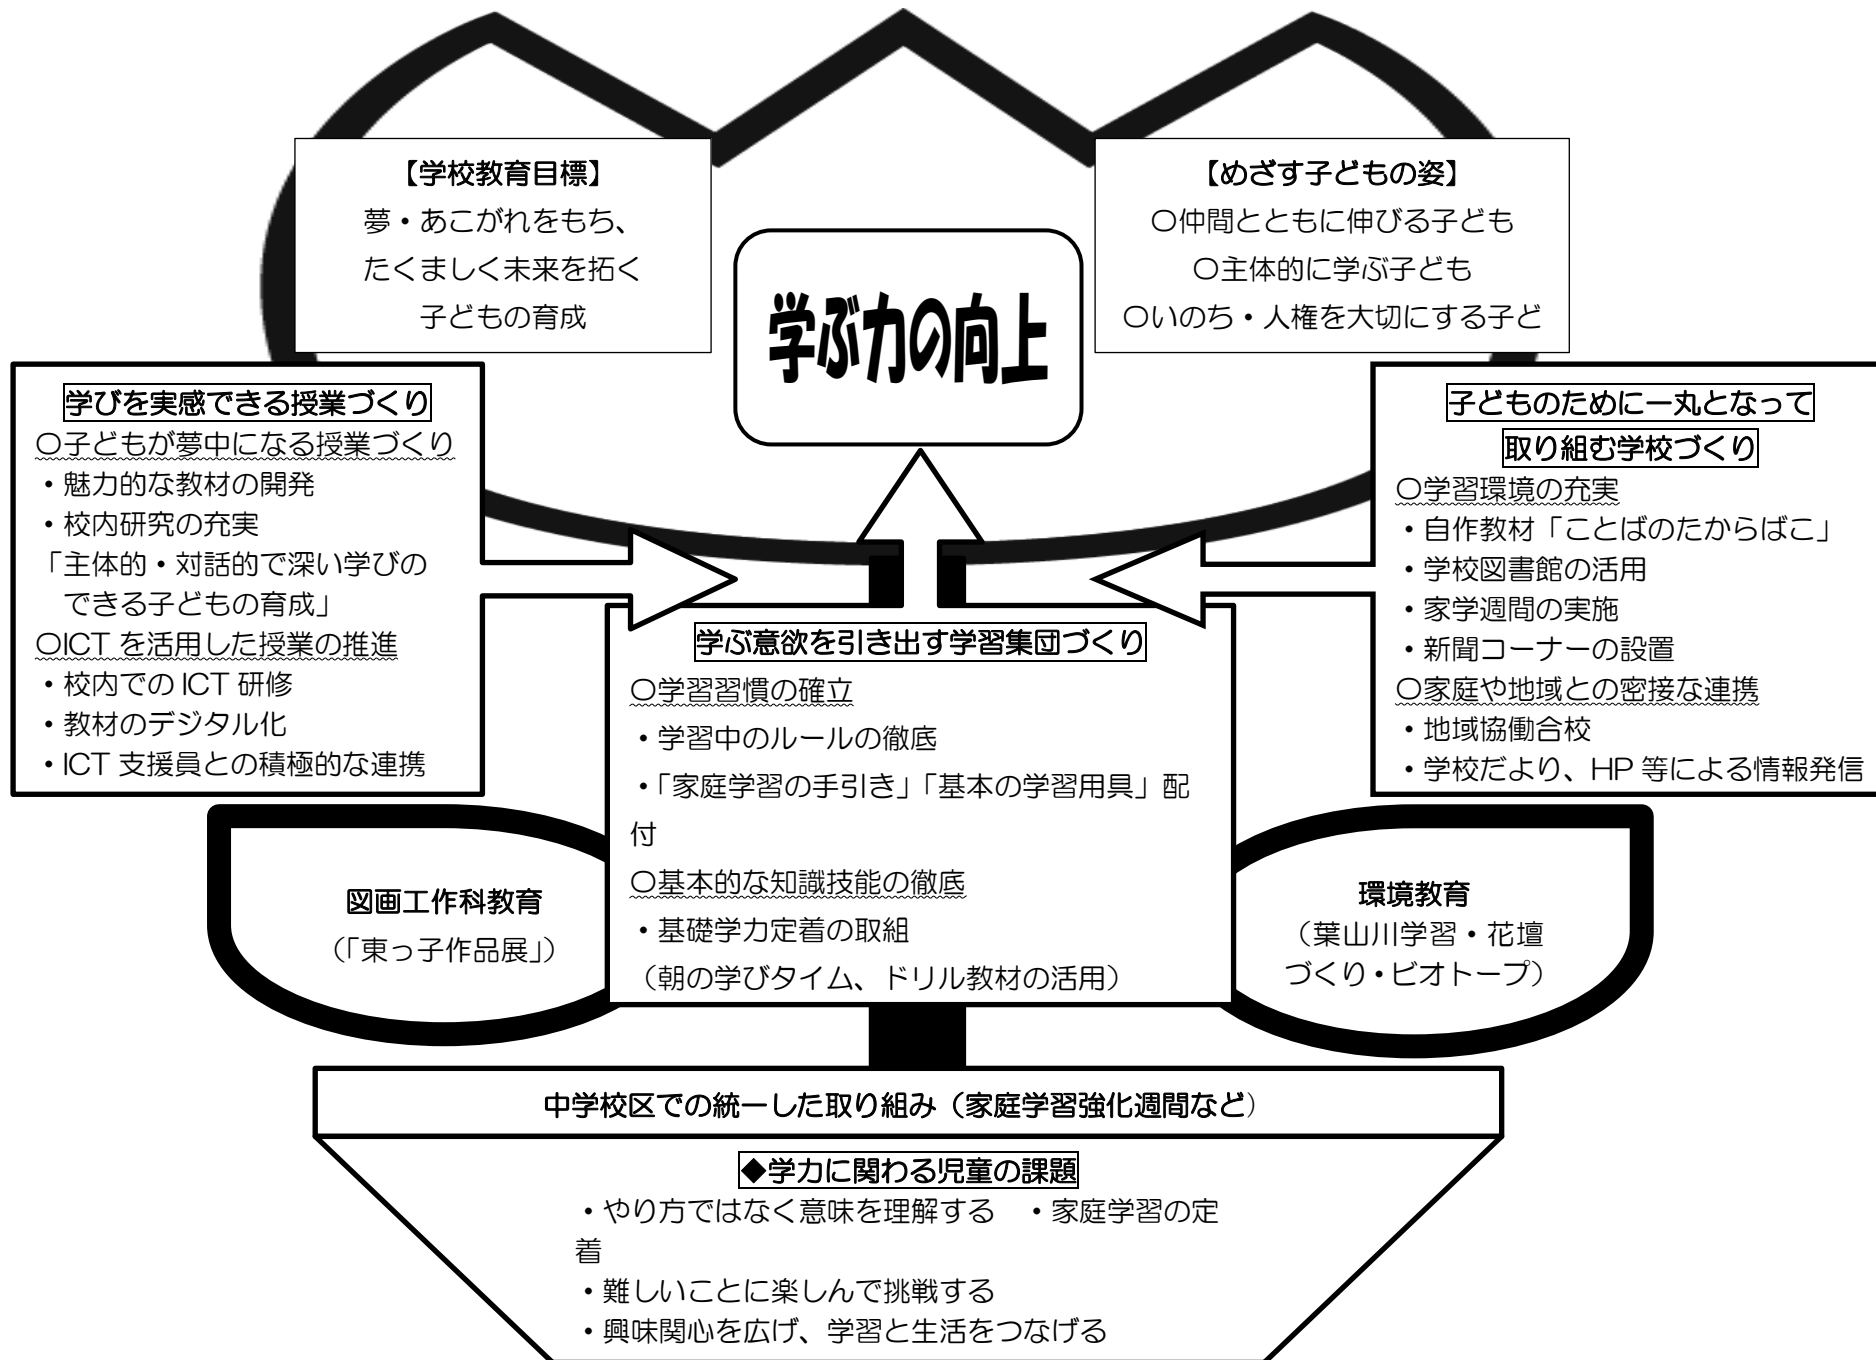 【学校教育目標】
夢・あこがれをもち、
たくましく未来を拓く
子どもの育成
【めざす子どもの姿】
〇仲間とともに伸びる子ども
〇主体的に学ぶ子ども
〇いのち・人権を大切にする子ど
学ぶ力の向上
学びを実感できる授業づくり
〇子どもが夢中になる授業づくり
・魅力的な教材の開発
・校内研究の充実
「主体的・対話的で深い学びの
できる子どもの育成」
〇ICT を活用した授業の推進
・校内での ICT 研修
・教材のデジタル化
・ICT 支援員との積極的な連携
子どものために一丸となって
取り組む学校づくり
〇学習環境の充実
・自作教材「ことばのたからばこ」
・学校図書館の活用
・家学週間の実施
・新聞コーナーの設置
〇家庭や地域との密接な連携
・地域協働合校
・学校だより、HP 等による情報発信
学ぶ意欲を引き出す学習集団づくり
〇学習習慣の確立
・学習中のルールの徹底
・「家庭学習の手引き」「基本の学習用具」配
付
〇基本的な知識技能の徹底
・基礎学力定着の取組
（朝の学びタイム、ドリル教材の活用）
図画工作科教育
（「東っ子作品展」）
環境教育
（葉山川学習・花壇
づくり・ビオトープ）
中学校区での統一した取り組み（家庭学習強化週間など）
◆学力に関わる児童の課題
・やり方ではなく意味を理解する　・家庭学習の定
着
・難しいことに楽しんで挑戦する
・興味関心を広げ、学習と生活をつなげる